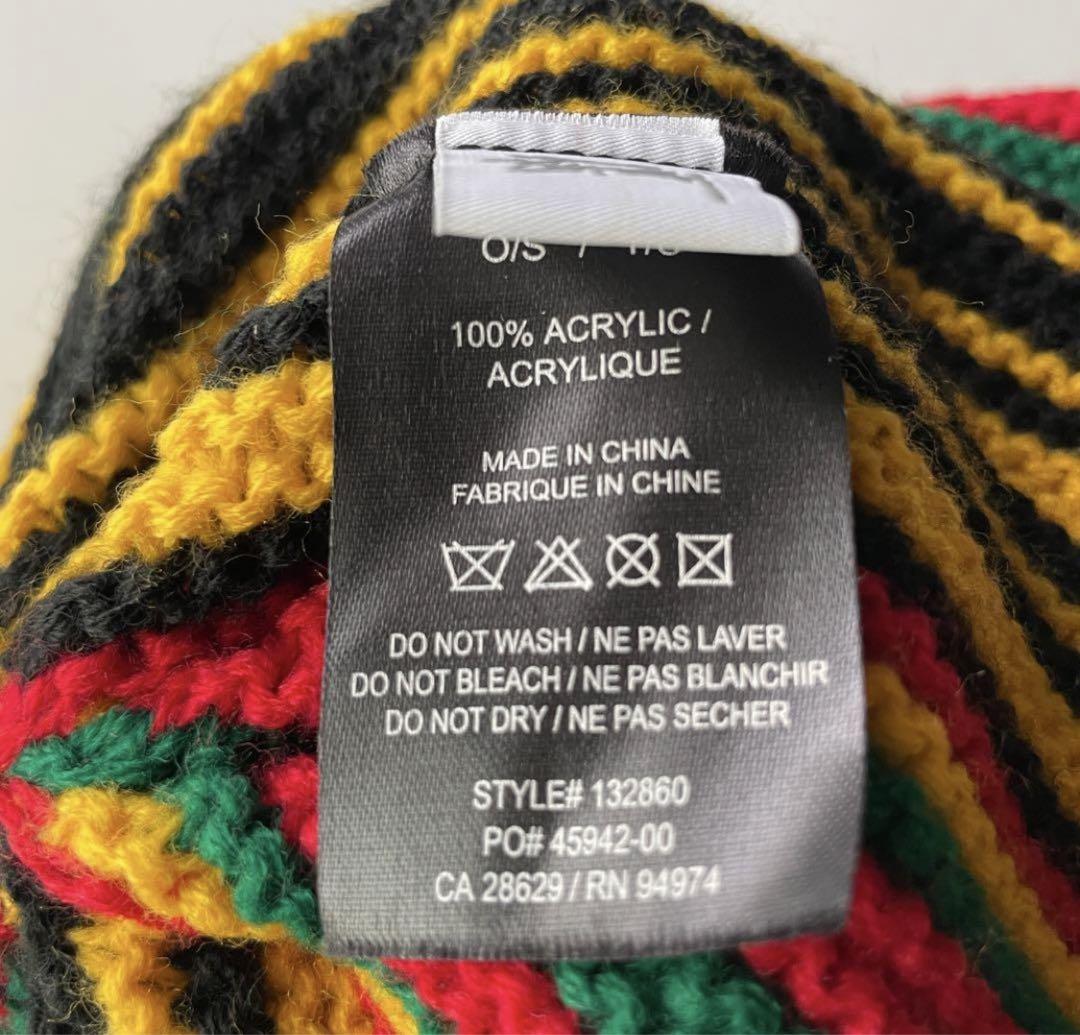 O/S /
100% ACRYLIC /
ACRYLIQUE
MADE IN CHINA
FABRIQUE IN CHINE
DO NOT WASH / NE PAS LAVER
DO NOT BLEACH / NE PAS BLANCHIR
DO NOT DRY / NE PAS SECHER
STYLE# 132860
PO# 45942-00
CA 28629 / RN 94974